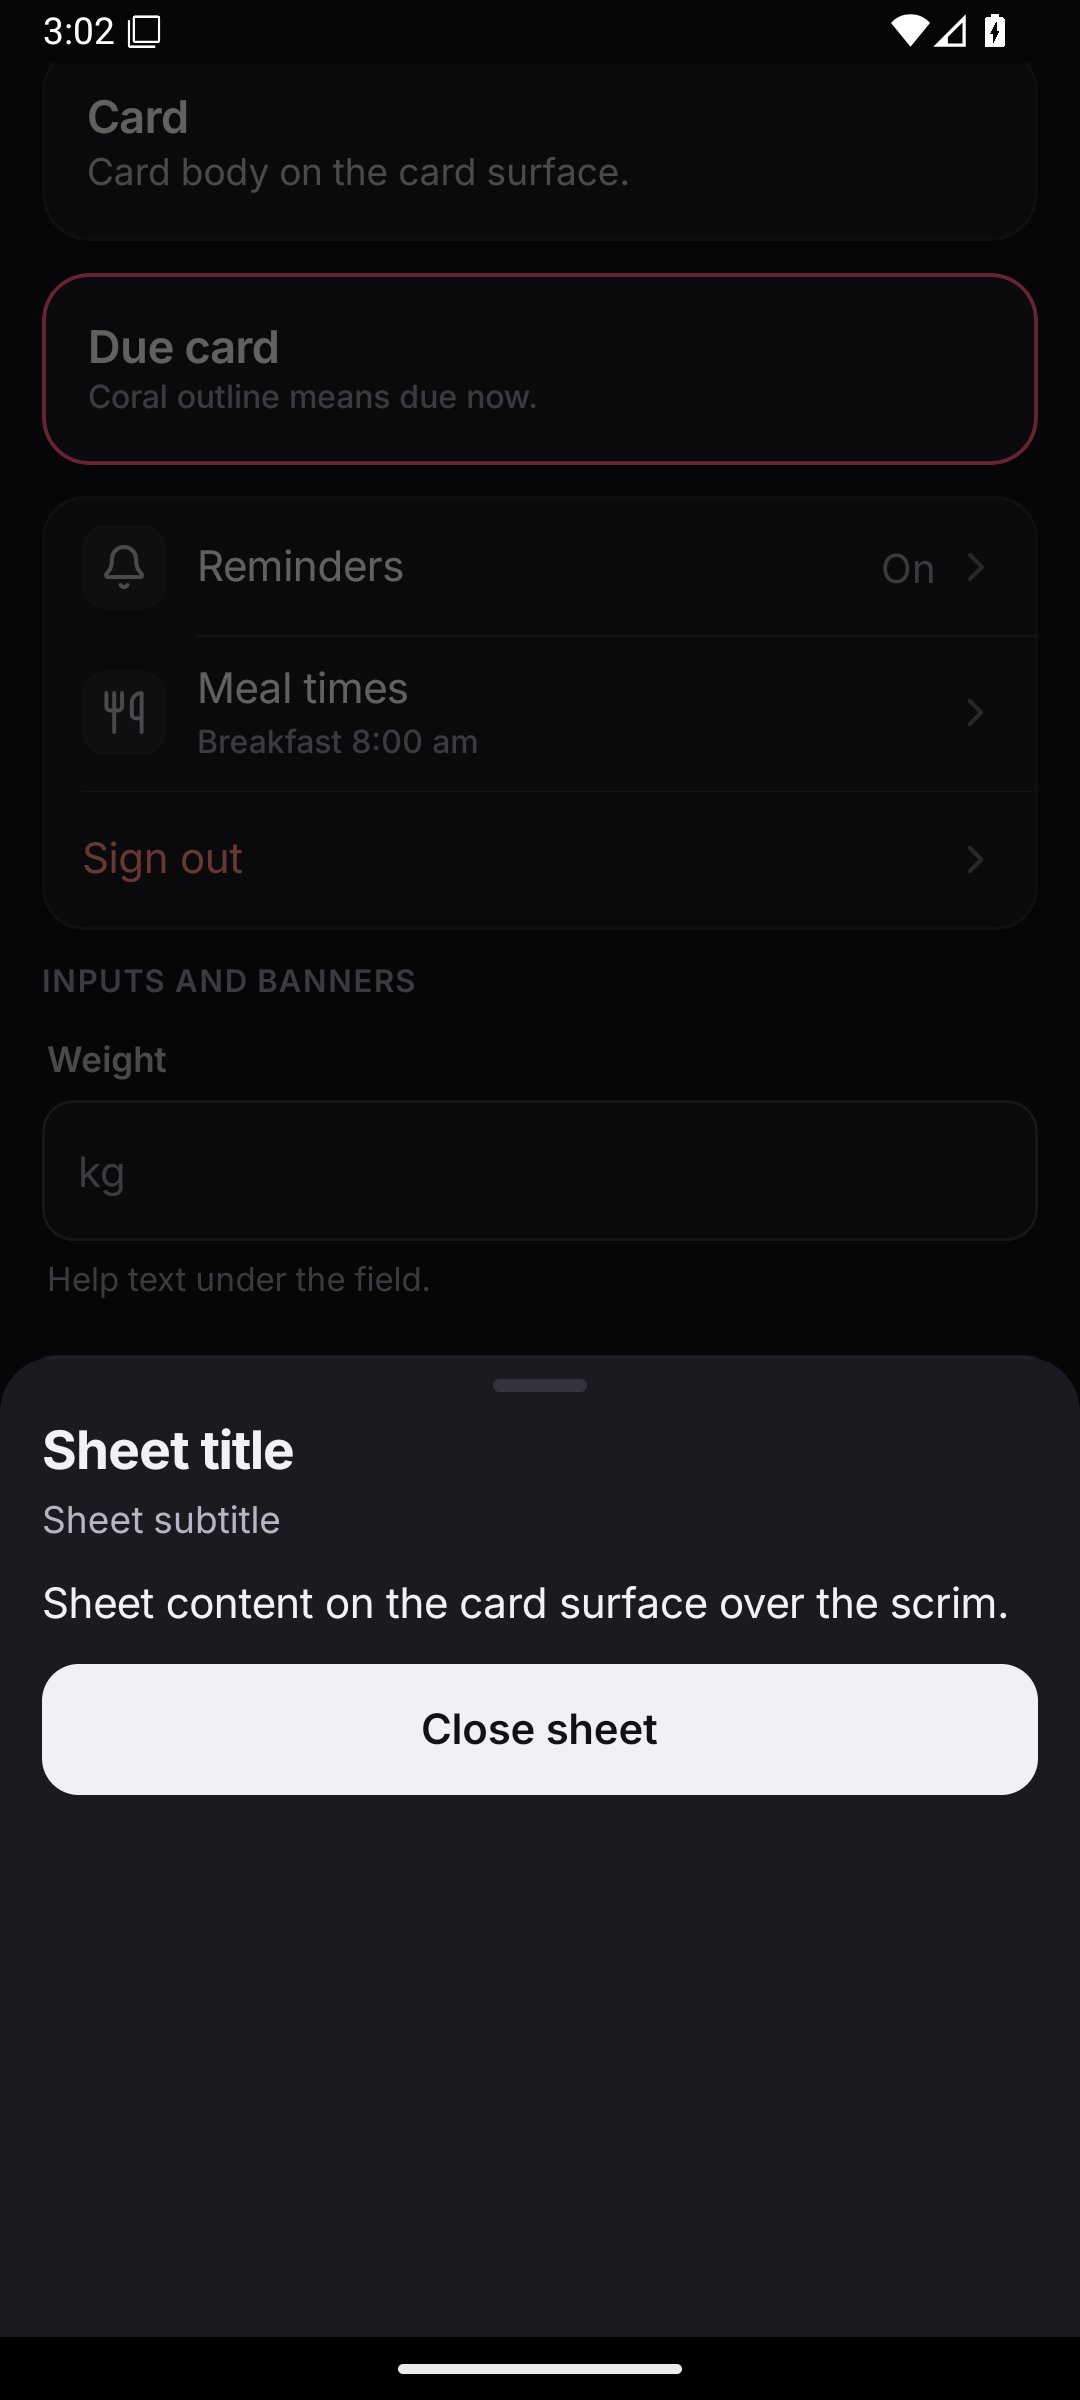 3:02
Card
Card body on the card surface.
Due card
Coral outline means due now.
Reminders
On
Meal times
Breakfast 8:00 am
Sign out
INPUTS AND BANNERS
Weight
kg
Help text under the field.
Sheet title
Sheet subtitle
Sheet content on the card surface over the scrim.
Close sheet